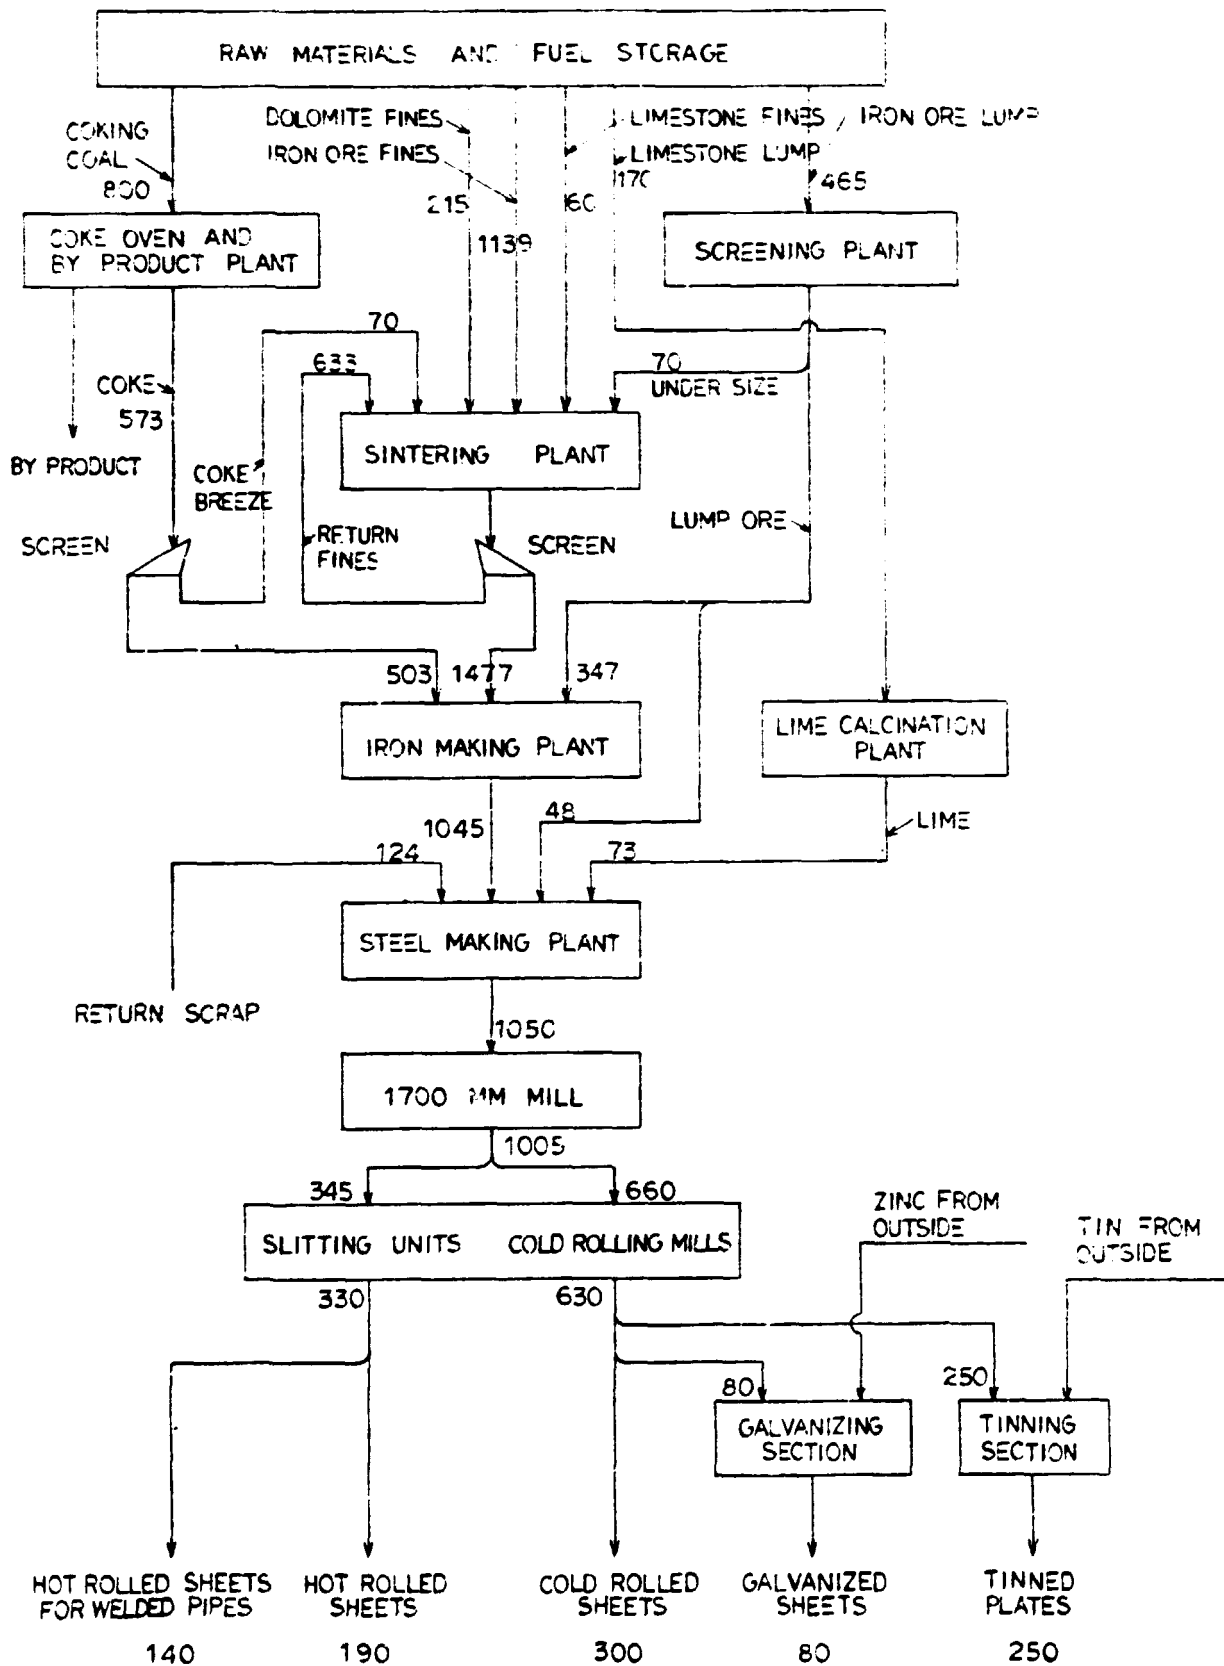 RAW MATERIALS AND FUEL STORAGE
COKING
COAL
800
DOLOMITE FINES
IRON ORE FINES
LIMESTONE FINES
LIMESTONE LUMP
IRON ORE LUMP
215
1139
60
170
465
COKE OVEN AND
BY PRODUCT PLANT
SCREENING PLANT
70
633
70
UNDER SIZE
COKE
573
BY PRODUCT
COKE
BREEZE
SINTERING PLANT
RETURN
FINES
LUMP ORE
SCREEN
SCREEN
503
1477
347
IRON MAKING PLANT
LIME CALCINATION
PLANT
1045
48
LIME
124
73
STEEL MAKING PLANT
RETURN SCRAP
1050
1700 MM MILL
1005
345
660
SLITTING UNITS COLD ROLLING MILLS
ZINC FROM
OUTSIDE
TIN FROM
OUTSIDE
330
630
80
250
GALVANIZING
SECTION
TINNING
SECTION
HOT ROLLED SHEETS
FOR WELDED PIPES
140
HOT ROLLED
SHEETS
190
COLD ROLLED
SHEETS
300
GALVANIZED
SHEETS
80
TINNED
PLATES
250